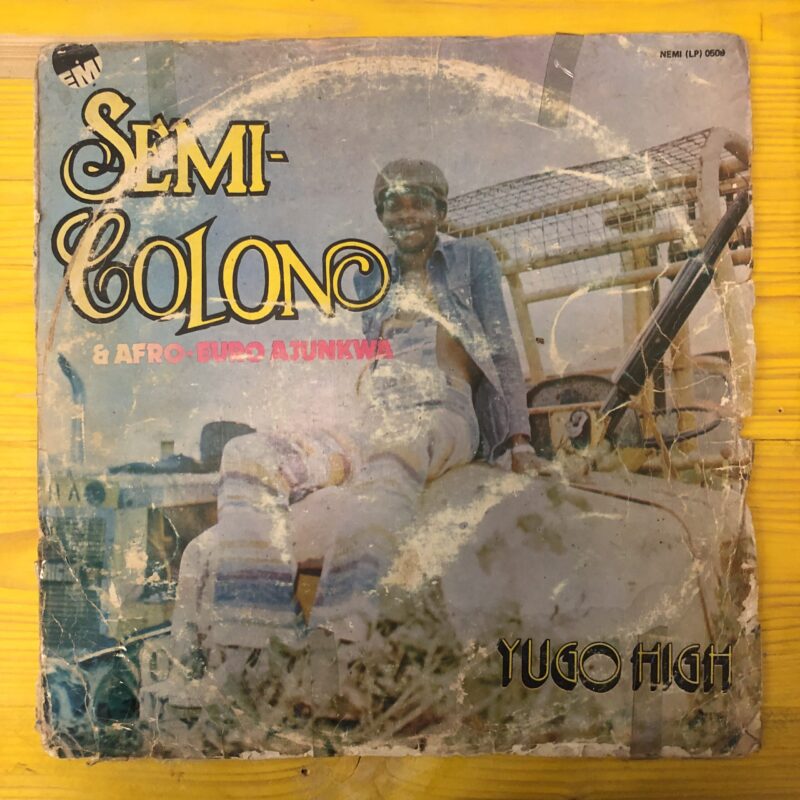 EMI
NEMI (LP) 0509
SEMI-
COLON
& AFRO-EURO AJUNKWA
YUGO HIGH